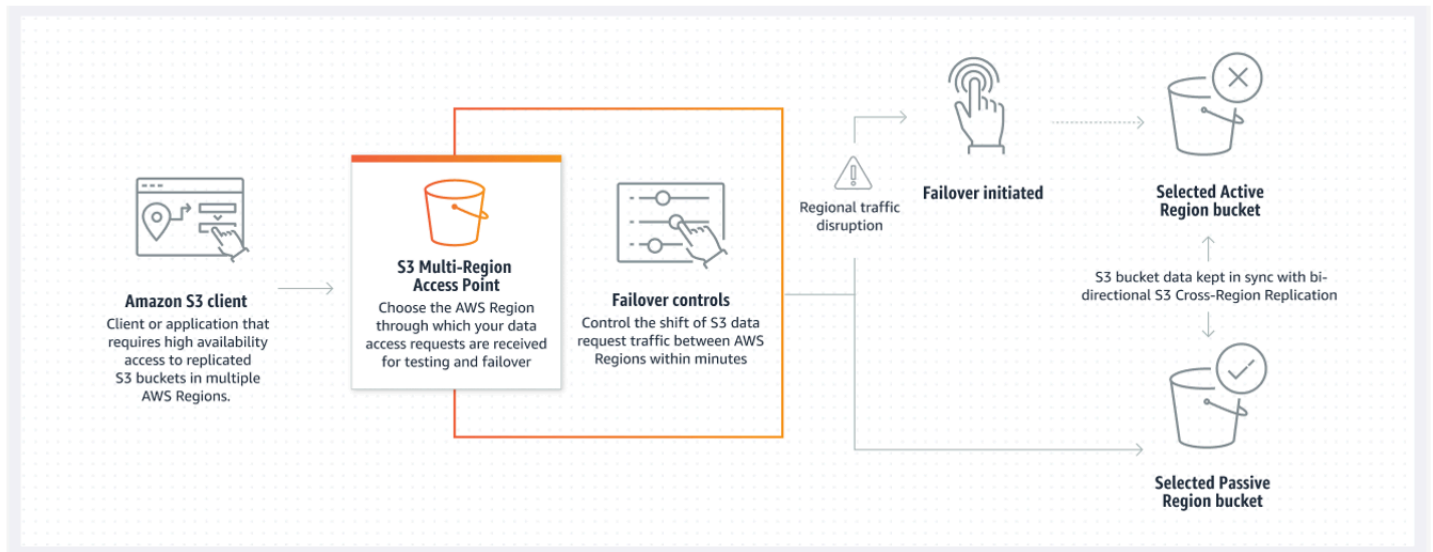 Amazon S3 client
Client or application that
requires high availability
access to replicated
S3 buckets in multiple
AWS Regions.
S3 Multi-Region
Access Point
Choose the AWS Region
through which your data
access requests are received
for testing and failover
Failover controls
Control the shift of S3 data
request traffic between AWS
Regions within minutes
Regional traffic
disruption
Failover initiated
Selected Active
Region bucket
S3 bucket data kept in sync with bi-
directional S3 Cross-Region Replication
Selected Passive
Region bucket